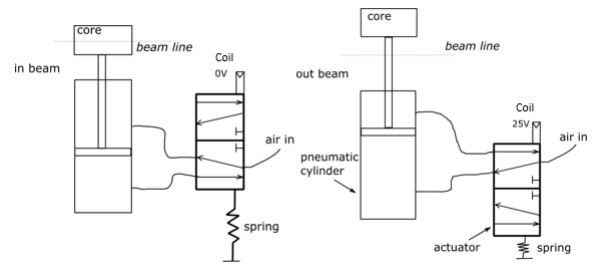 core
beam line
in beam
Coil
0V
air in
spring
core
beam line
out beam
Coil
25V
air in
pneumatic
cylinder
actuator
spring